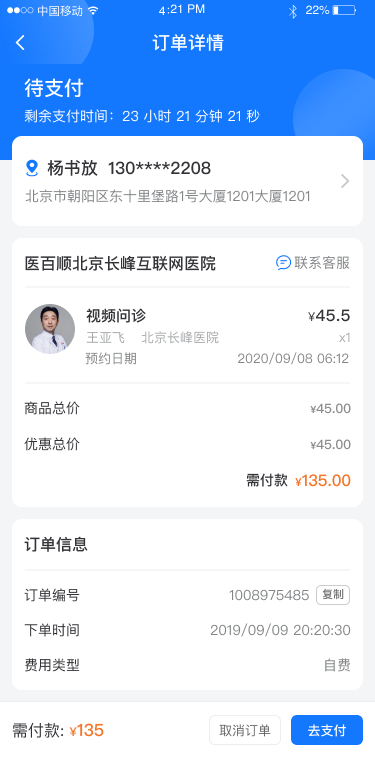 中国移动 4:21 PM 22%
订单详情
待支付
剩余支付时间：23 小时 21 分钟 21 秒
杨书放 130****2208
北京市朝阳区东十里堡路1号大厦1201大厦1201
医百顺北京长峰互联网医院 联系客服
视频问诊 ¥45.5
王亚飞 北京长峰医院 x1
预约日期 2020/09/08 06:12
商品总价 ¥45.00
优惠总价 ¥45.00
需付款 ¥135.00
订单信息
订单编号 1008975485 复制
下单时间 2019/09/09 20:20:30
费用类型 自费
需付款: ¥135 取消订单 去支付